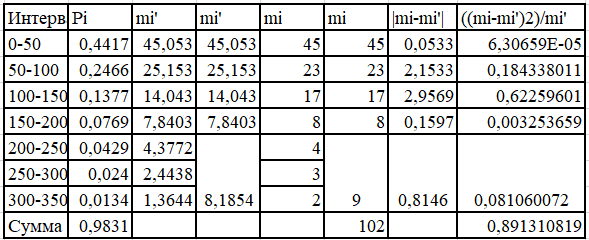 Интерв Pi mi' mi' mi mi |mi-mi'| ((mi-mi')2)/mi'
0-50 0,4417 45,053 45,053 45 45 0,0533 6,30659E-05
50-100 0,2466 25,153 25,153 23 23 2,1533 0,184338011
100-150 0,1377 14,043 14,043 17 17 2,9569 0,62259601
150-200 0,0769 7,8403 7,8403 8 8 0,1597 0,003253659
200-250 0,0429 4,3772 4
250-300 0,024 2,4438 3
300-350 0,0134 1,3644 8,1854 2 9 0,8146 0,081060072
Сумма 0,9831 102 0,891310819